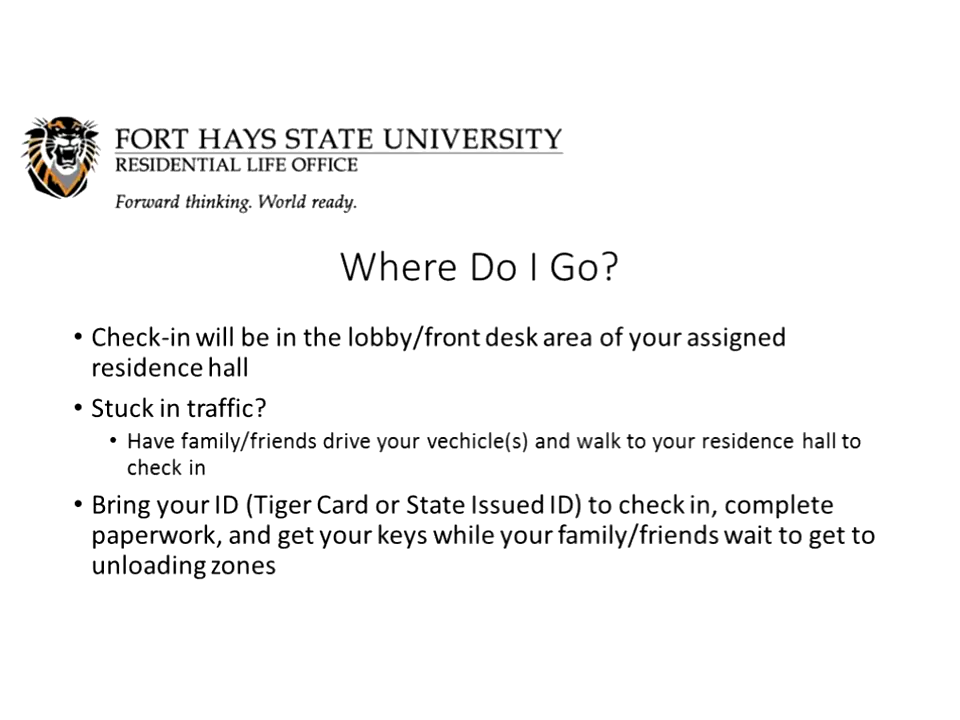 FORT HAYS STATE UNIVERSITY
RESIDENTIAL LIFE OFFICE
Forward thinking. World ready.
Where Do I Go?
• Check-in will be in the lobby/front desk area of your assigned
residence hall
• Stuck in traffic?
• Have family/friends drive your vechicle(s) and walk to your residence hall to
check in
• Bring your ID (Tiger Card or State Issued ID) to check in, complete
paperwork, and get your keys while your family/friends wait to get to
unloading zones